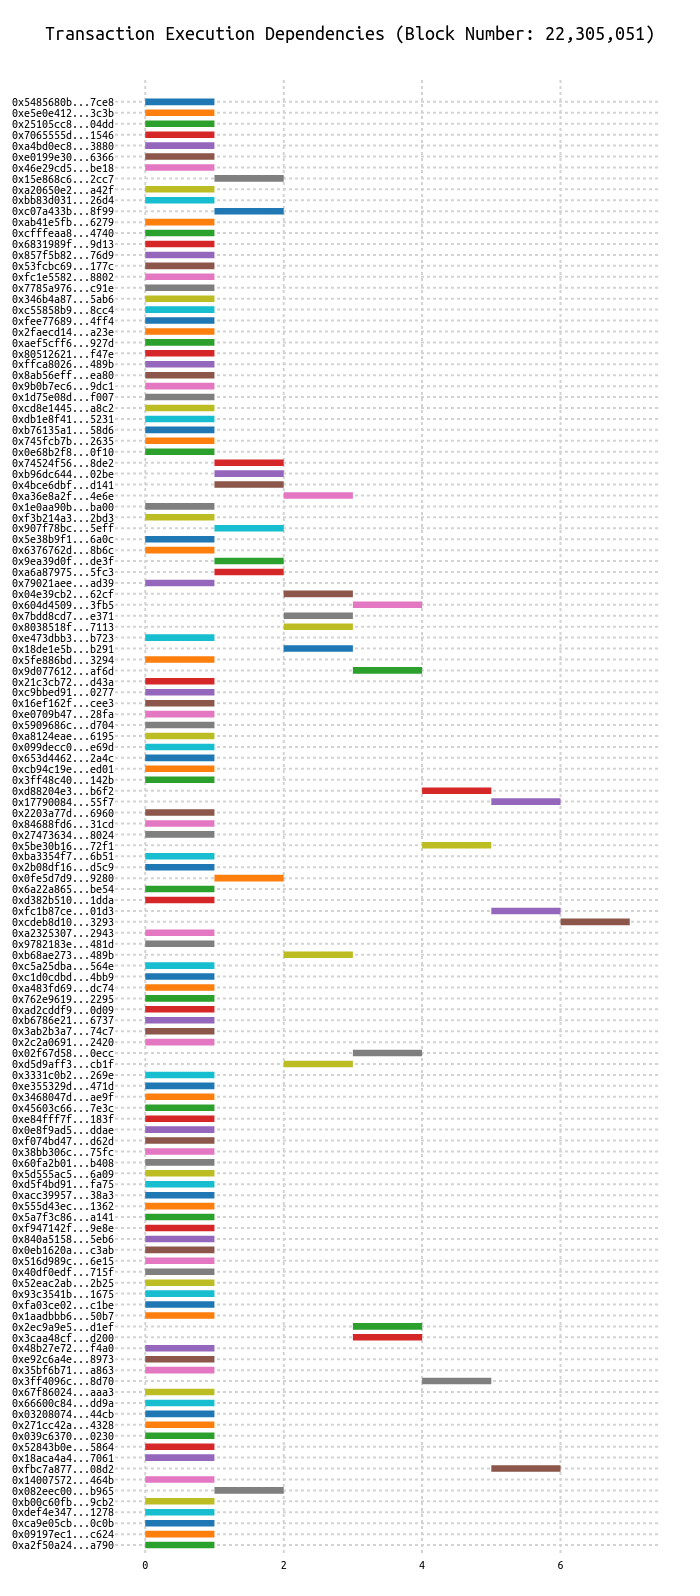 Transaction Execution Dependencies (Block Number: 22,305,051)
0x5485680b...7ce8
0xe5e0e412...3c3b
0x25105cc8...04dd
0x7065555d...1546
0xa4bd0ec8...3880
0xe0199e30...6366
0x46e29cd5...be18
0x15e868c6...2cc7
0xa20650e2...a42f
0xbb83d031...26d4
0xc07a433b...8f99
0xab41e5fb...6279
0xcfffeaa8...4740
0x6831989f...9d13
0x857f5b82...76d9
0x53fcbc69...177c
0xfc1e5582...8802
0x7785a976...c91e
0x346b4a87...5ab6
0xc55858b9...8cc4
0xfee77689...4ff4
0x2faecd14...a23e
0xaef5cff6...927d
0x80512621...f47e
0xffca8026...489b
0x8ab56eff...ea80
0x9b0b7ec6...9dc1
0x1d75e08d...f007
0xcd8e1445...a8c2
0xdb1e8f41...5231
0xb76135a1...58d6
0x745fcb7b...2635
0x0e68b2f8...0f10
0x74524f56...8de2
0xb96dc644...02be
0x4bce6dbf...d141
0xa36e8a2f...4e6e
0x1e0aa90b...ba00
0xf3b214a3...2bd3
0x907f78bc...5eff
0x5e38b9f1...6a0c
0x6376762d...8b6c
0x9ea39d0f...de3f
0xa6a87975...5fc3
0x79021aee...ad39
0x04e39cb2...62cf
0x604d4509...3fb5
0x7bdd8cd7...e371
0x8038518f...7113
0xe473dbb3...b723
0x18de1e5b...b291
0x5fe886bd...3294
0x9d077612...af6d
0x21c3cb72...d43a
0xc9bbed91...0277
0x16ef162f...cee3
0xe0709b47...28fa
0x5909686c...d704
0xa8124eae...6195
0x099decc0...e69d
0x653d4462...2a4c
0xcb94c19e...ed01
0x3ff48c40...142b
0xd88204e3...b6f2
0x17790084...55f7
0x2203a77d...6960
0x84688fd6...31cd
0x27473634...8024
0x5be30b16...72f1
0xba3354f7...6b51
0x2b08df16...d5c9
0x0fe5d7d9...9280
0x6a22a865...be54
0xd382b510...1dda
0xfc1b87ce...01d3
0xcdeb8d10...3293
0xa2325307...2943
0x9782183e...481d
0xb68ae273...489b
0xc5a25dba...564e
0xc1d0cdbd...4bb9
0xa483fd69...dc74
0x762e9619...2295
0xad2cddf9...0d09
0xb6786e21...6737
0x3ab2b3a7...74c7
0x2c2a0691...2420
0x02f67d58...0ecc
0xd5d9aff3...cb1f
0x3331c0b2...269e
0xe355329d...471d
0x3468047d...ae9f
0x45603c66...7e3c
0xe84fff7f...183f
0x0e8f9ad5...ddae
0xf074bd47...d62d
0x38bb306c...75fc
0x60fa2b01...b408
0x5d555ac5...6a09
0xd5f4bd91...fa75
0xacc39957...38a3
0x555d43ec...1362
0x5a7f3c86...a141
0xf947142f...9e8e
0x840a5158...5eb6
0x0eb1620a...c3ab
0x516d989c...6e15
0x40df0edf...715f
0x52eac2ab...2b25
0x93c3541b...1675
0xfa03ce02...c1be
0x1aadbbb6...50b7
0x2ec9a9e5...d1ef
0x3caa48cf...d200
0x48b27e72...f4a0
0xe92c6a4e...8973
0x35bf6b71...a863
0x3ff4096c...8d70
0x67f86024...aaa3
0x66600c84...dd9a
0x03208074...44cb
0x271cc42a...4328
0x039c6370...0230
0x52843b0e...5864
0x18aca4a4...7061
0xfbc7a877...08d2
0x14007572...464b
0x082eec00...b965
0xb00c60fb...9cb2
0xdef4e347...1278
0xca9e05cb...0c0b
0x09197ec1...c624
0xa2f50a24...a790
0 2 4 6